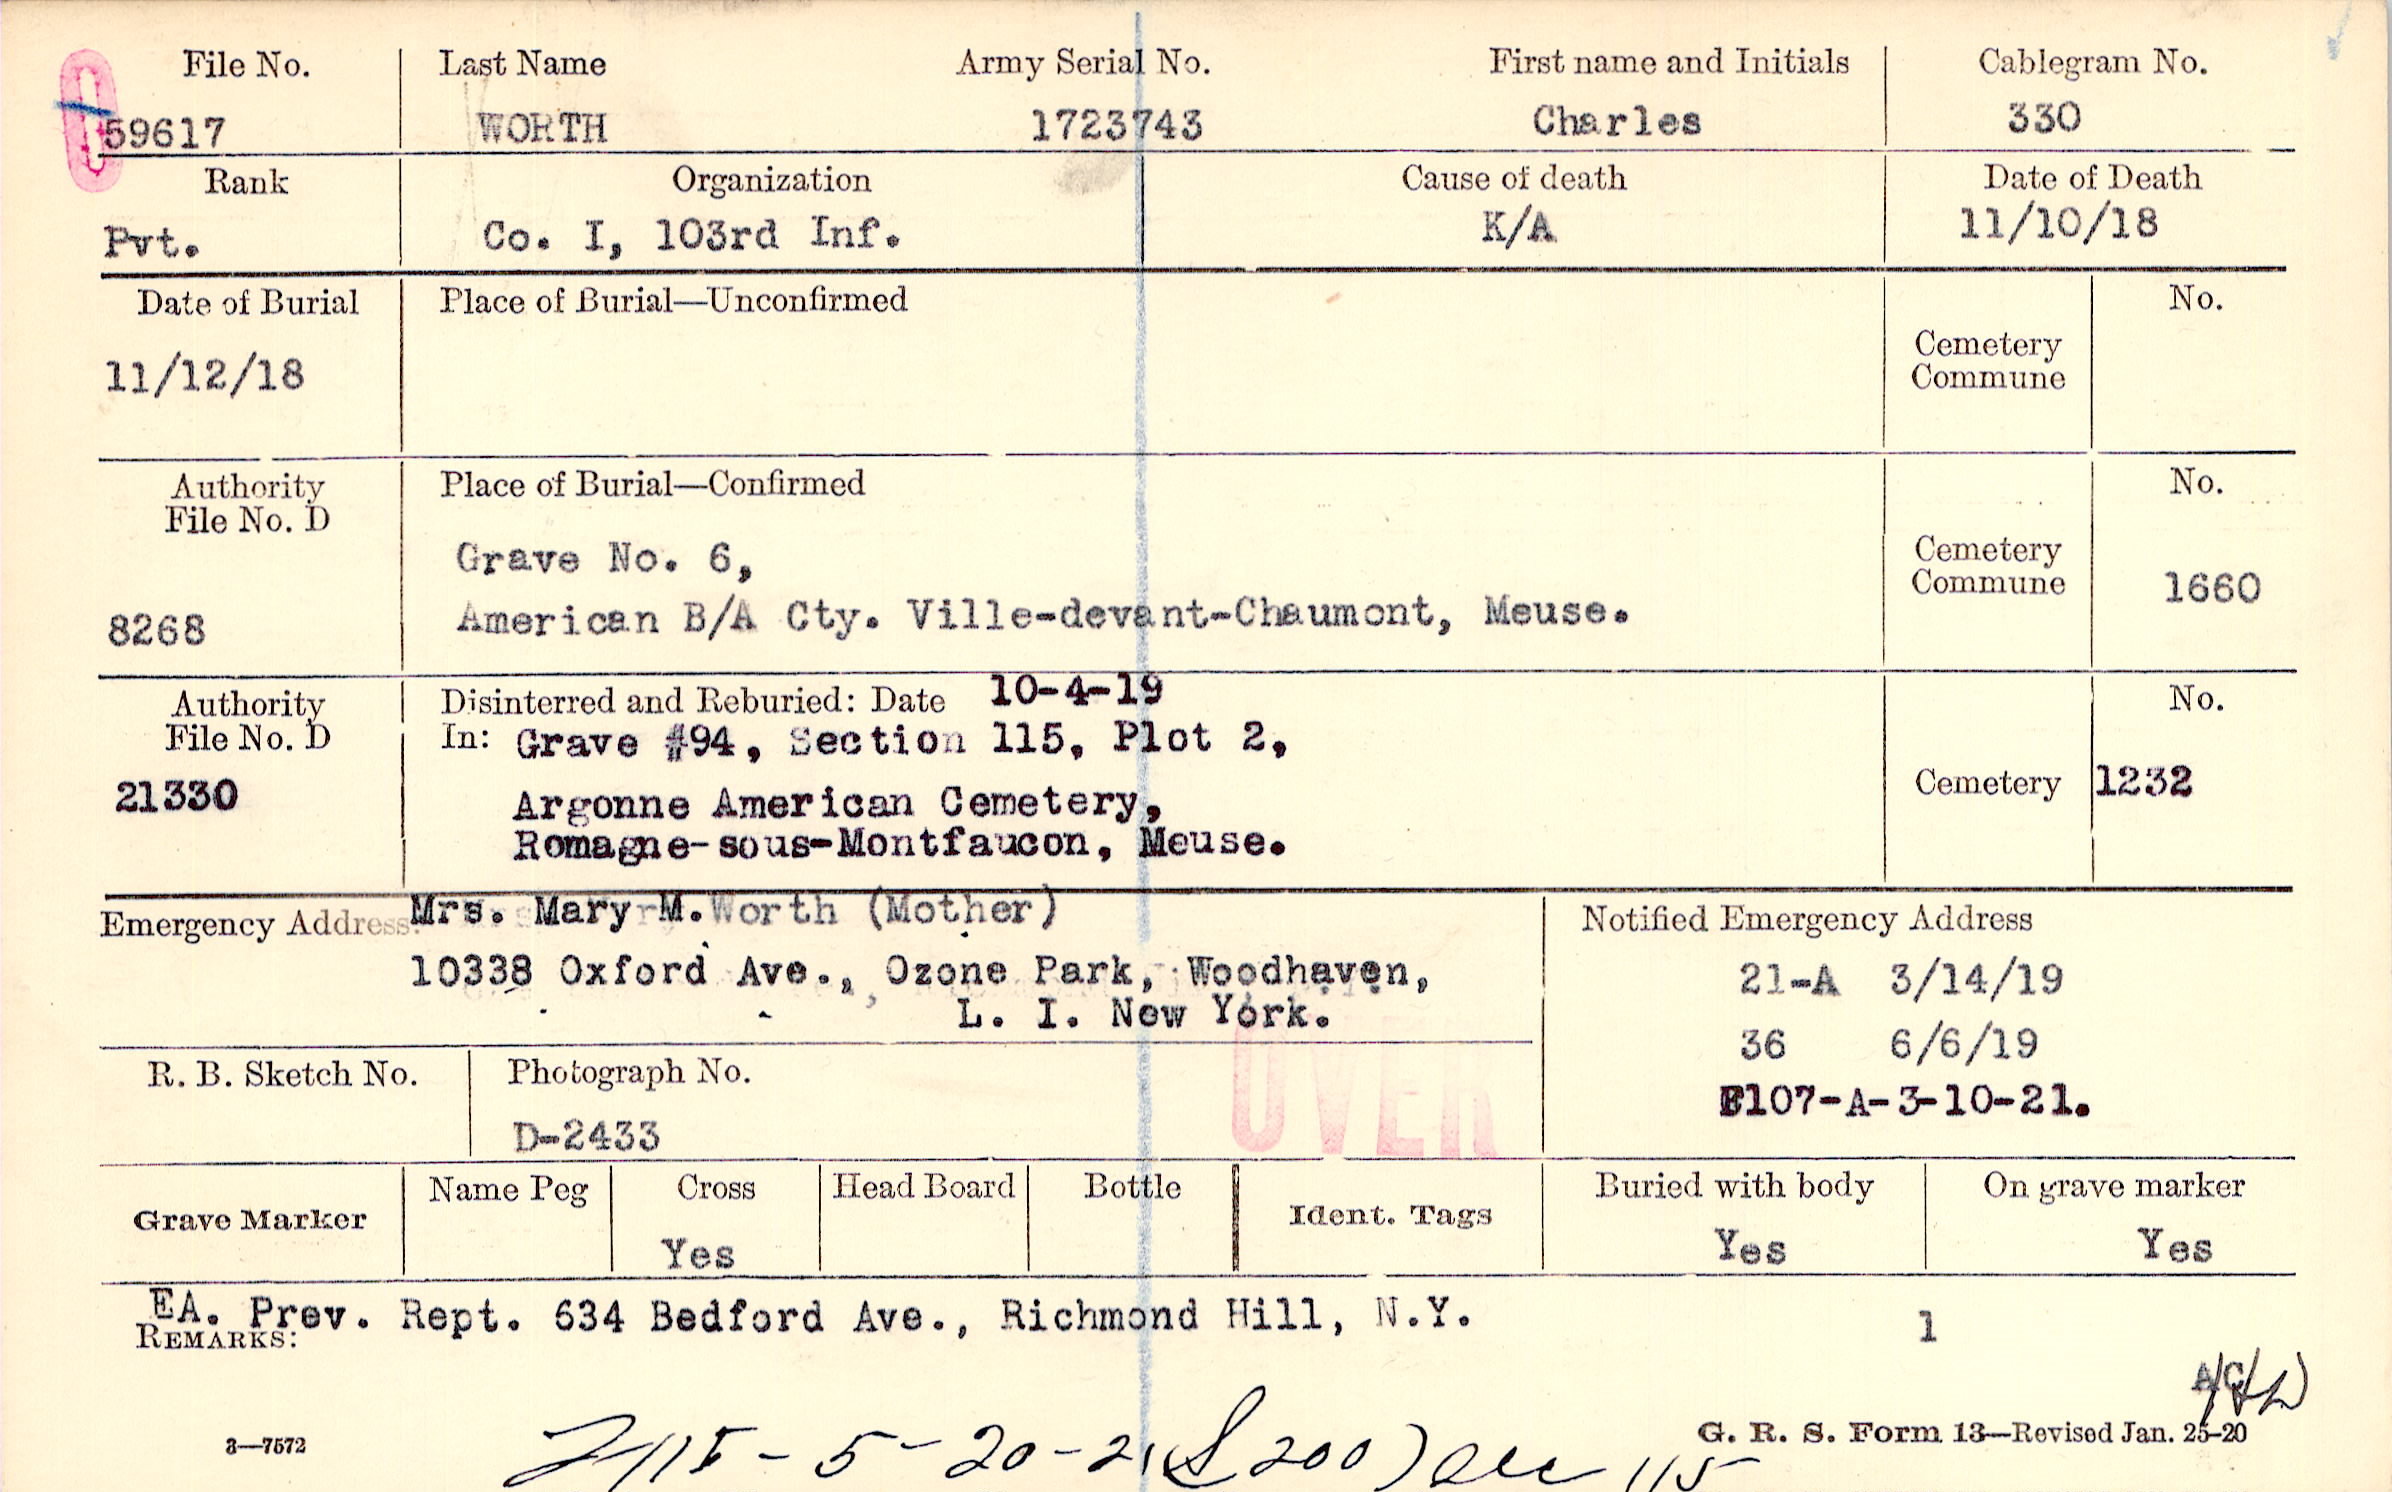 File No. Last Name Army Serial No. First name and Initials Cablegram No.
59617 WORTH 1723743 Charles 330
Rank Organization Cause of death Date of Death
Pvt. Co. I, 103rd Inf. K/A 11/10/18
Date of Burial Place of Burial—Unconfirmed No.
Cemetery
Commune
11/12/18
Authority Place of Burial—Confirmed No.
File No. D
Grave No. 6,
Cemetery
Commune 1660
8268 American B/A Cty. Ville-devant-Chaumont, Meuse.
Authority Disinterred and Reburied: Date 10-4-19 No.
File No. D In: Grave #94, Section 115, Plot 2,
21330 Argonne American Cemetery, Cemetery 1232
Romagne-sous-Montfaucon, Meuse.
Emergency Address: Mrs. Mary M. Worth (Mother) Notified Emergency Address
10338 Oxford Ave., Ozone Park, Woodhaven, 21-A 3/14/19
L. I. New York.
36 6/6/19
R. B. Sketch No. Photograph No. OVER
F107-A-3-10-21.
D-2433
Grave Marker Name Peg Cross Head Board Bottle Ident. Tags Buried with body On grave marker
Yes Yes Yes
EA. Prev. Rept. 634 Bedford Ave., Richmond Hill, N.Y. 1
REMARKS:
3—7572 G. R. S. Form 13—Revised Jan. 25-20
5-20-21 (200) 115